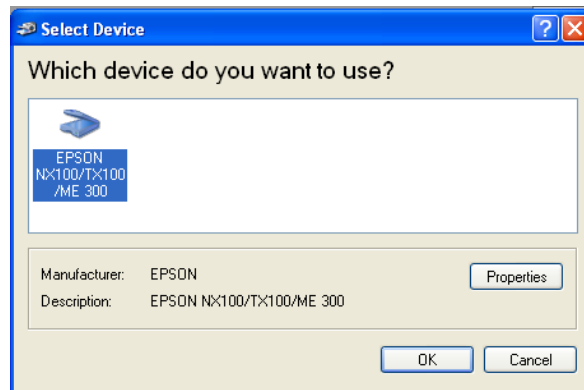 Select Device
Which device do you want to use?
EPSON
NX100/TX100
/ME 300
Manufacturer: EPSON
Properties
Description: EPSON NX100/TX100/ME 300
OK Cancel